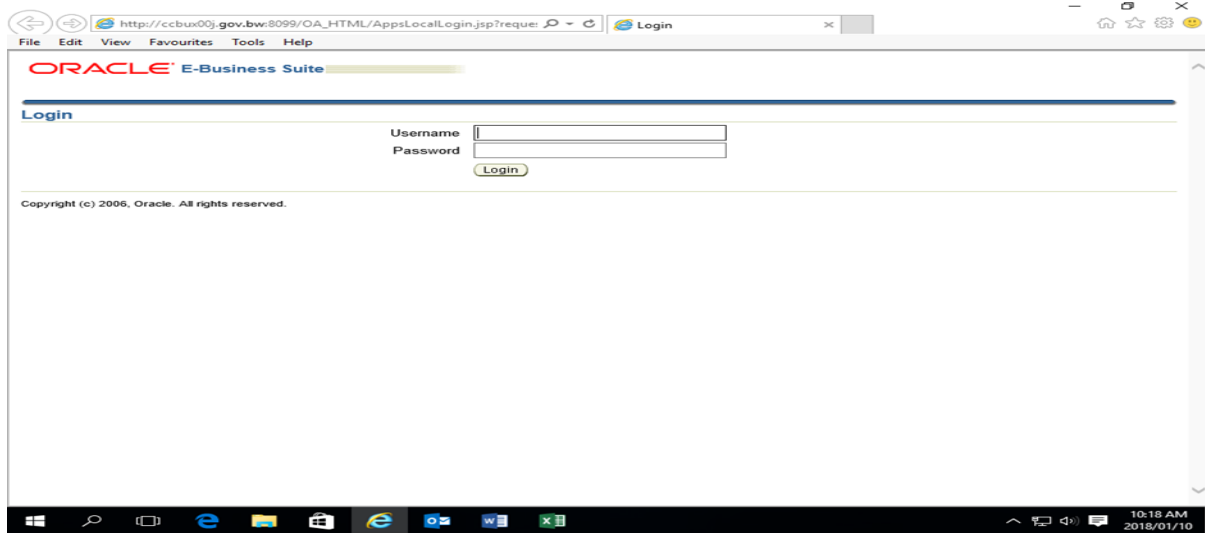 http://ccbux00j.gov.bw:8099/OA_HTML/AppsLocalLogin.jsp?reque: Login
File Edit View Favourites Tools Help
ORACLE E-Business Suite
Login
Username
Password
Login
Copyright (c) 2006, Oracle. All rights reserved.
10:18 AM
2018/01/10